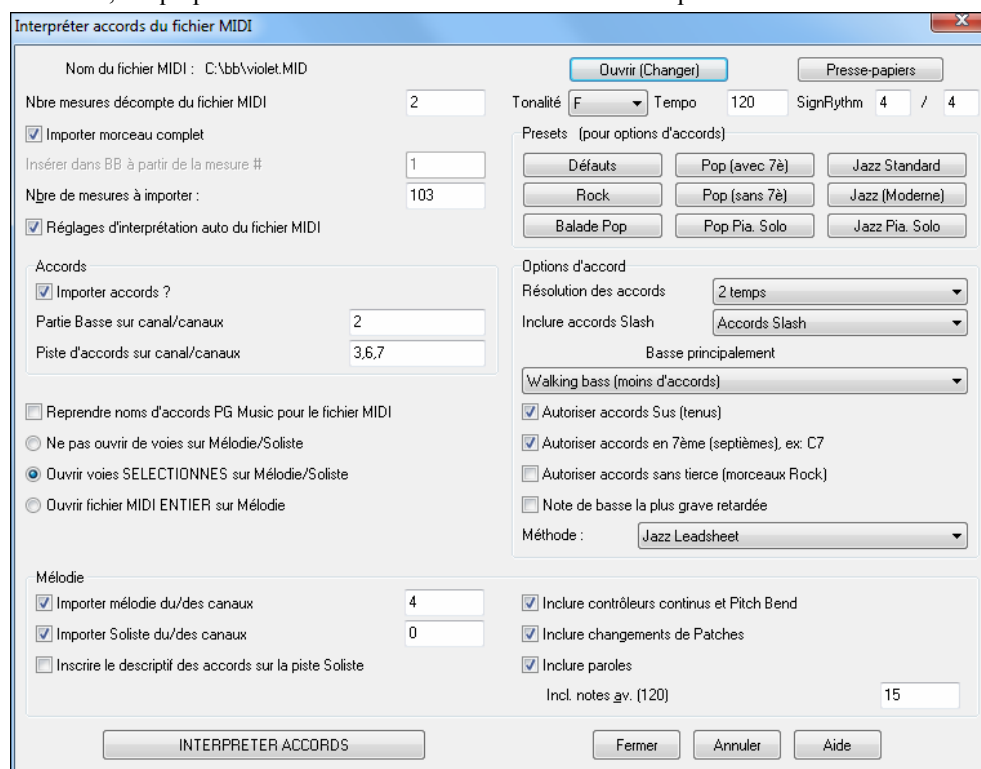 Interpréter accords du fichier MIDI
Nom du fichier MIDI : C:\bb\violet.MID
Ouvrir (Changer)
Presse-papiers
Nbre mesures décompte du fichier MIDI 2
Tonalité F Tempo 120 SignRythm 4 / 4
Importer morceau complet
Presets (pour options d'accords)
Insérer dans BB à partir de la mesure # 1
Défauts Pop (avec 7è) Jazz Standard
Nbre de mesures à importer : 103
Rock Pop (sans 7è) Jazz (Moderne)
Réglages d'interprétation auto du fichier MIDI
Balade Pop Pop Pia. Solo Jazz Pia. Solo
Accords
Importer accords ?
Partie Basse sur canal/canaux 2
Piste d'accords sur canal/canaux 3,6,7
Options d'accord
Résolution des accords 2 temps
Inclure accords Slash Accords Slash
Basse principalement
Walking bass (moins d'accords)
Reprendre noms d'accords PG Music pour le fichier MIDI
Ne pas ouvrir de voies sur Mélodie/Soliste
Ouvrir voies SELECTIONNES sur Mélodie/Soliste
Ouvrir fichier MIDI ENTIER sur Mélodie
Autoriser accords Sus (tenus)
Autoriser accords en 7ème (septièmes), ex: C7
Autoriser accords sans tierce (morceaux Rock)
Note de basse la plus grave retardée
Méthode : Jazz Leadsheet
Mélodie
Importer mélodie du/des canaux 4
Importer Soliste du/des canaux 0
Inscrire le descriptif des accords sur la piste Soliste
Inclure contrôleurs continus et Pitch Bend
Inclure changements de Patches
Inclure paroles
Incl. notes av. (120) 15
INTERPRETER ACCORDS
Fermer
Annuler
Aide